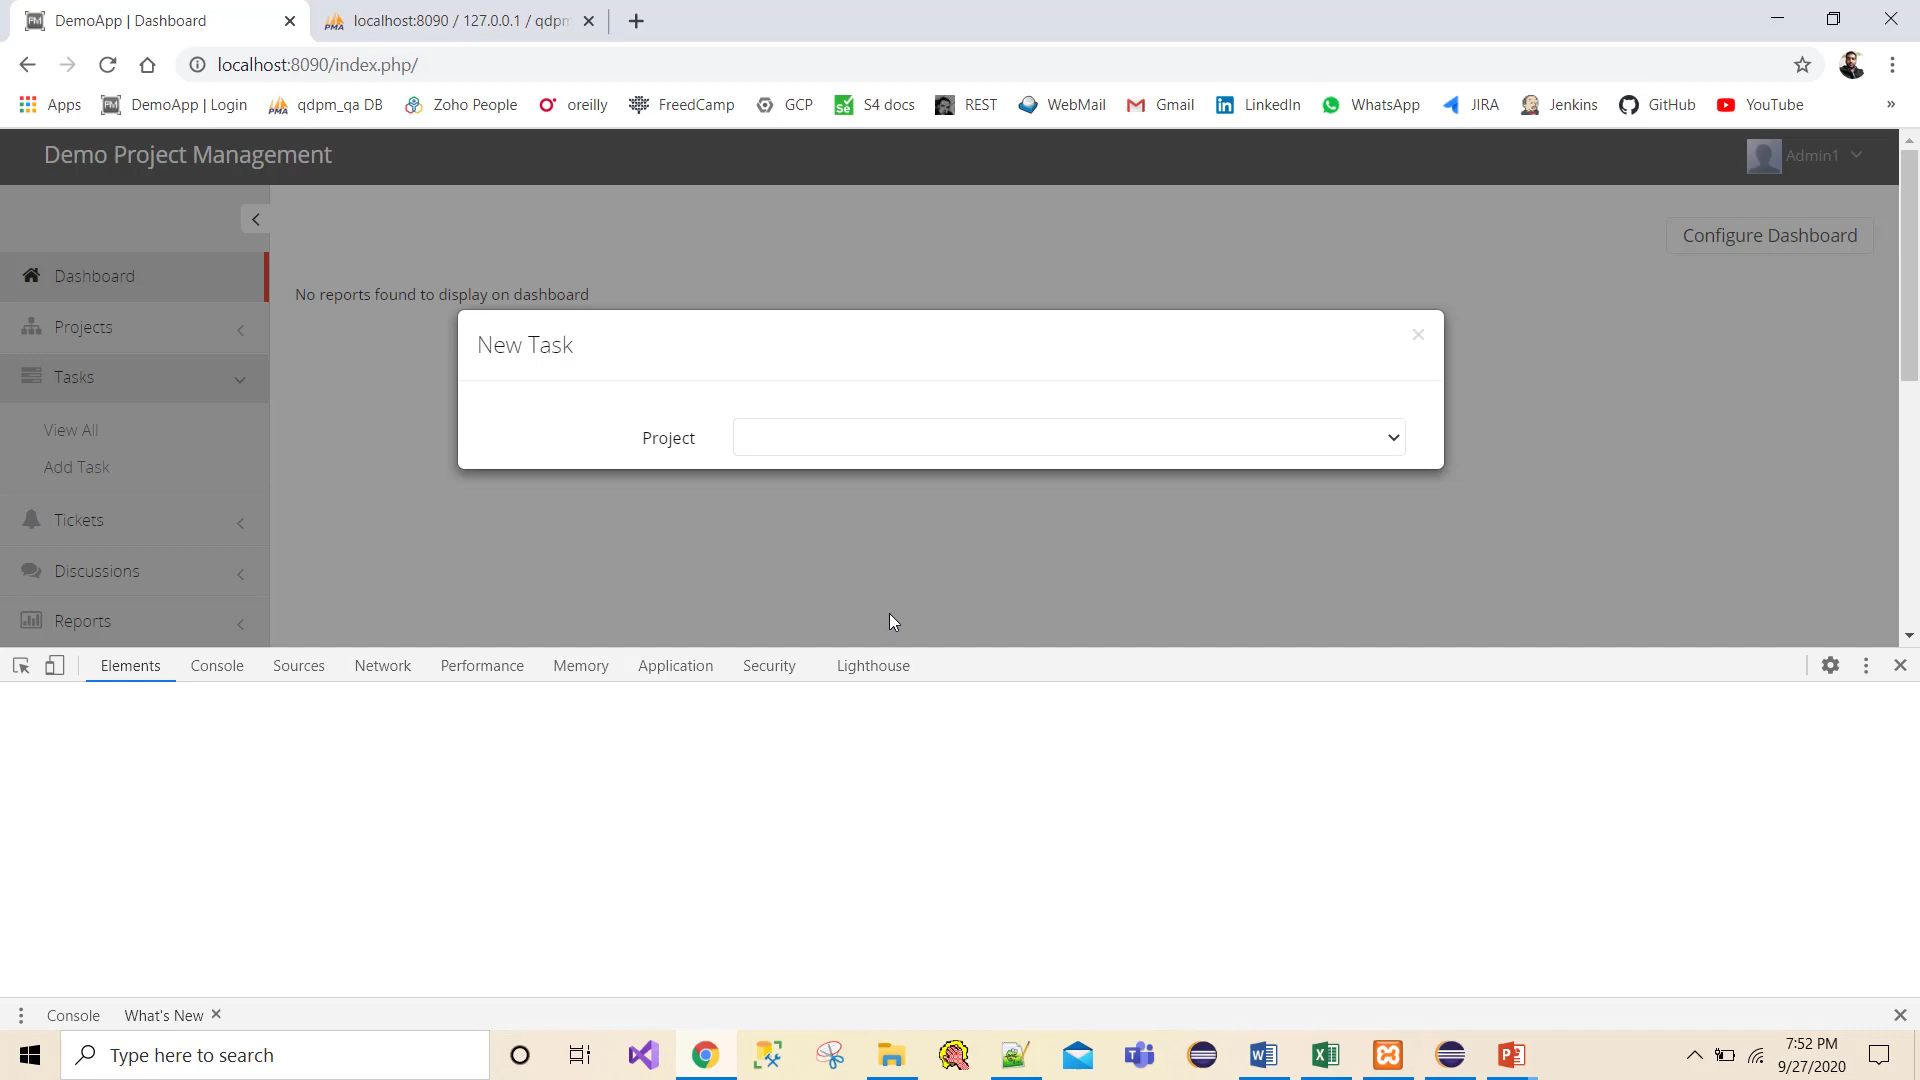 DemoApp | Dashboard
localhost:8090 / 127.0.0.1 / qdpm
localhost:8090/index.php/
Apps
DemoApp | Login
qdpm_qa DB
Zoho People
oreilly
FreedCamp
GCP
S4 docs
REST
WebMail
Gmail
LinkedIn
WhatsApp
JIRA
Jenkins
GitHub
YouTube
»
Demo Project Management
Admin1
Configure Dashboard
Dashboard
No reports found to display on dashboard
Projects
New Task
×
Tasks
Project
View All
Add Task
Tickets
Discussions
Reports
Elements
Console
Sources
Network
Performance
Memory
Application
Security
Lighthouse
Console
What's New
Type here to search
7:52 PM
9/27/2020